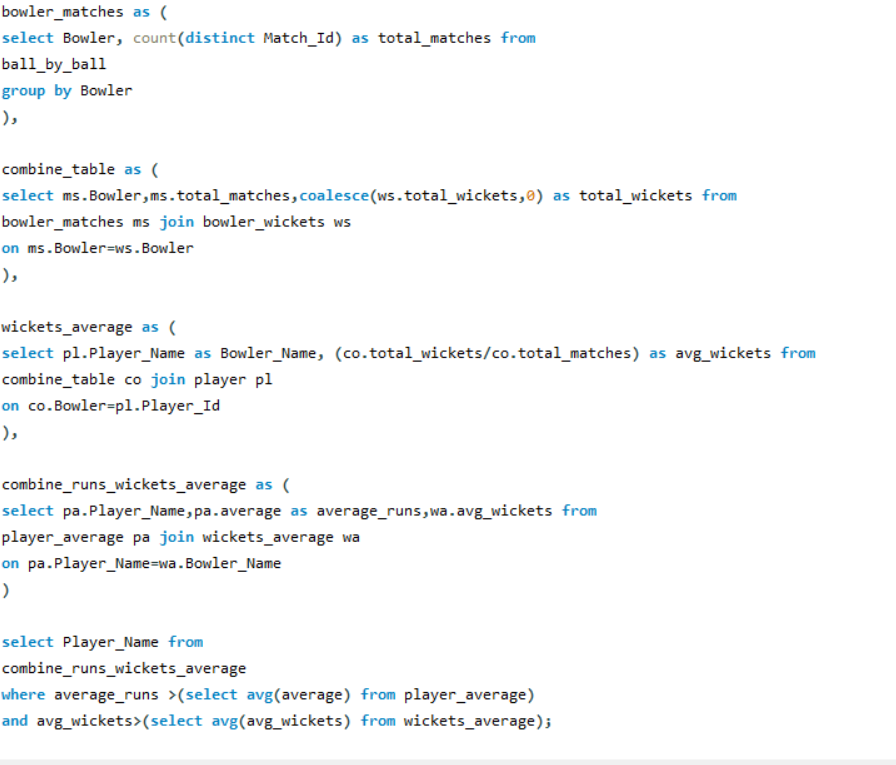 bowler_matches as (
select Bowler, count(distinct Match_Id) as total_matches from
ball_by_ball
group by Bowler
),
combine_table as (
select ms.Bowler,ms.total_matches,coalesce(ws.total_wickets,0) as total_wickets from
bowler_matches ms join bowler_wickets ws
on ms.Bowler=ws.Bowler
),
wickets_average as (
select pl.Player_Name as Bowler_Name, (co.total_wickets/co.total_matches) as avg_wickets from
combine_table co join player pl
on co.Bowler=pl.Player_Id
),
combine_runs_wickets_average as (
select pa.Player_Name,pa.average as average_runs,wa.avg_wickets from
player_average pa join wickets_average wa
on pa.Player_Name=wa.Bowler_Name
)
select Player_Name from
combine_runs_wickets_average
where average_runs >(select avg(average) from player_average)
and avg_wickets>(select avg(avg_wickets) from wickets_average);